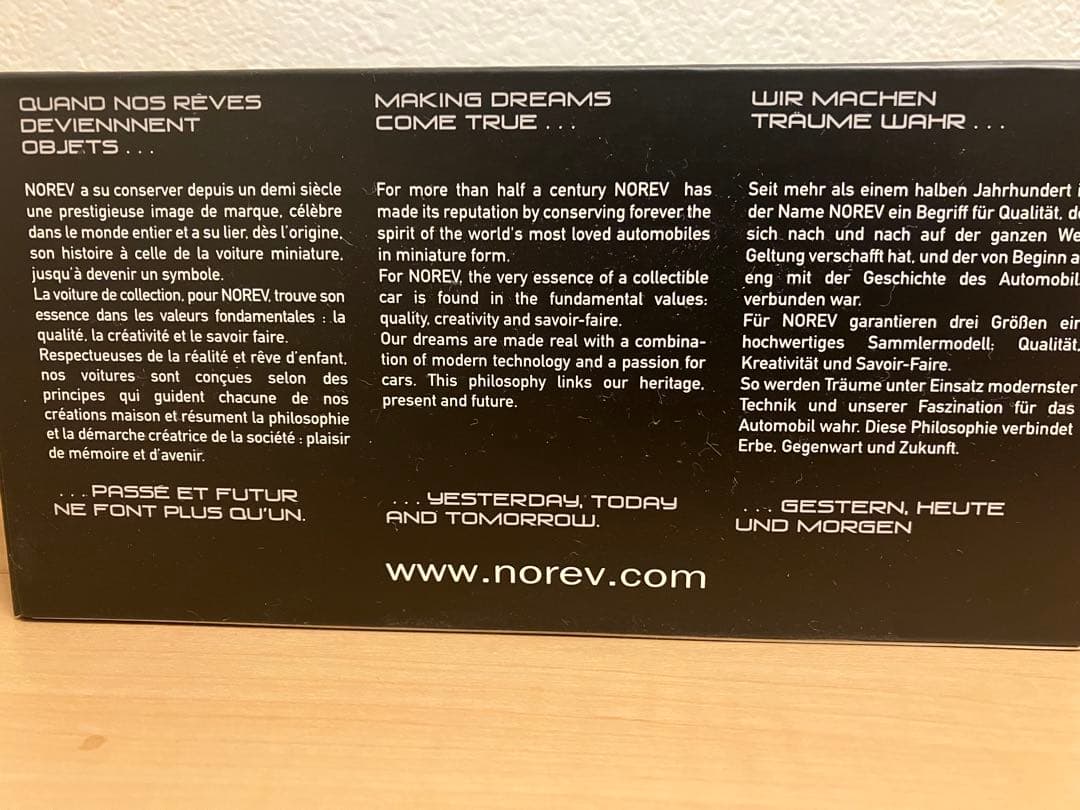 QUAND NOS RÊVES
DEVIENNNENT
OBJETS ...
NOREV a su conserver depuis un demi siècle
une prestigieuse image de marque, célèbre
dans le monde entier et a su lier, dès l'origine,
son histoire à celle de la voiture miniature,
jusqu'à devenir un symbole.
La voiture de collection, pour NOREV, trouve son
essence dans les valeurs fondamentales : la
qualité, la créativité et le savoir faire.
Respectueuses de la réalité et rêve d'enfant,
nos voitures sont conçues selon des
principes qui guident chacune de nos
créations maison et résument la philosophie
et la démarche créatrice de la société : plaisir
de mémoire et d'avenir.
... PASSÉ ET FUTUR
NE FONT PLUS QU'UN.
MAKING DREAMS
COME TRUE ...
For more than half a century NOREV has
made its reputation by conserving forever the
spirit of the world's most loved automobiles
in miniature form.
For NOREV, the very essence of a collectible
car is found in the fundamental values:
quality, creativity and savoir-faire.
Our dreams are made real with a combina-
tion of modern technology and a passion for
cars. This philosophy links our heritage,
present and future.
... YESTERDAY, TODAY
AND TOMORROW.
WIR MACHEN
TRÄUME WAHR ...
Seit mehr als einem halben Jahrhundert
der Name NOREV ein Begriff für Qualität,
sich nach und nach auf der ganzen
Geltung verschafft hat, und der von Beginn
eng mit der Geschichte des Automobil
verbunden war.
Für NOREV garantieren drei Größen ein
hochwertiges Sammlermodell: Qualität,
Kreativität und Savoir-Faire.
So werden Träume unter Einsatz modernster
Technik und unserer Faszination für das
Automobil wahr. Diese Philosophie verbindet
Erbe, Gegenwart und Zukunft.
... GESTERN, HEUTE
UND MORGEN
www.norev.com